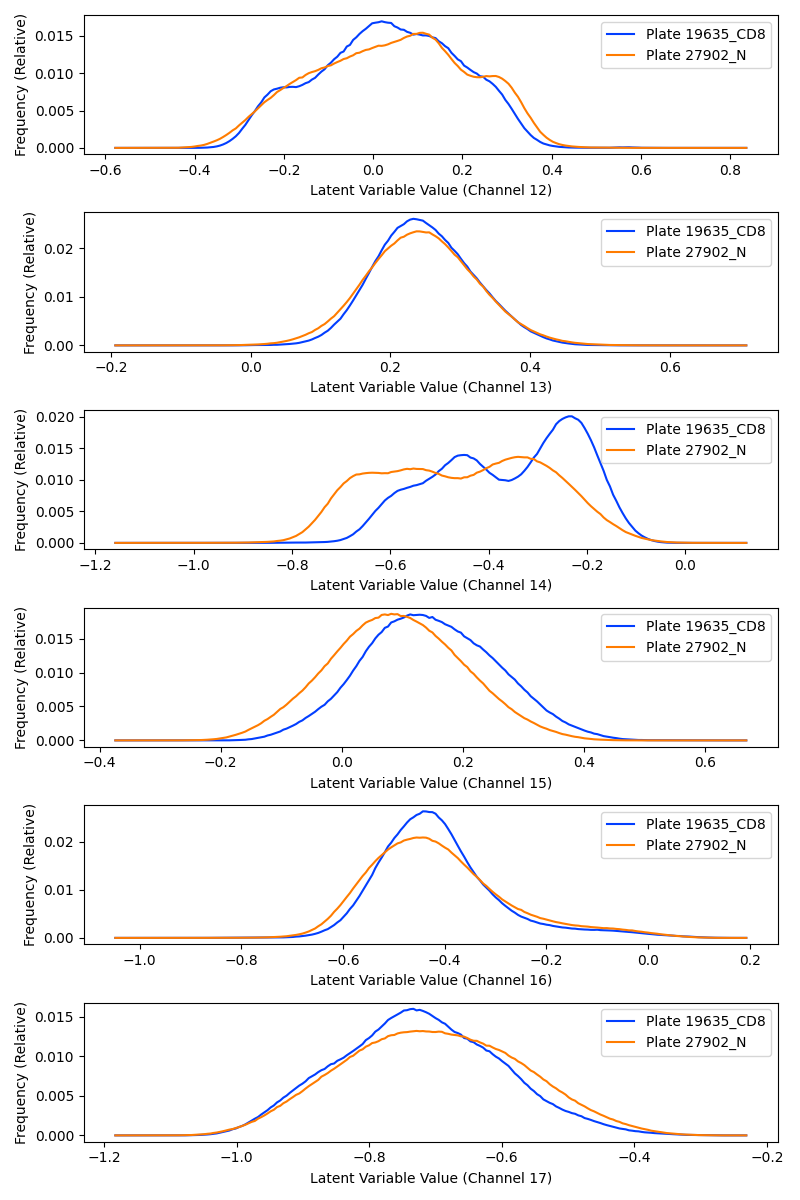 Frequency (Relative)
0.015
0.010
0.005
0.000
Plate 19635_CD8
Plate 27902_N
−0.6 −0.4 −0.2 0.0 0.2 0.4 0.6 0.8
Latent Variable Value (Channel 12)
Frequency (Relative)
0.02
0.01
0.00
Plate 19635_CD8
Plate 27902_N
−0.2 0.0 0.2 0.4 0.6
Latent Variable Value (Channel 13)
Frequency (Relative)
0.020
0.015
0.010
0.005
0.000
Plate 19635_CD8
Plate 27902_N
−1.2 −1.0 −0.8 −0.6 −0.4 −0.2 0.0
Latent Variable Value (Channel 14)
Frequency (Relative)
0.015
0.010
0.005
0.000
Plate 19635_CD8
Plate 27902_N
−0.4 −0.2 0.0 0.2 0.4 0.6
Latent Variable Value (Channel 15)
Frequency (Relative)
0.02
0.01
0.00
Plate 19635_CD8
Plate 27902_N
−1.0 −0.8 −0.6 −0.4 −0.2 0.0 0.2
Latent Variable Value (Channel 16)
Frequency (Relative)
0.015
0.010
0.005
0.000
Plate 19635_CD8
Plate 27902_N
−1.2 −1.0 −0.8 −0.6 −0.4 −0.2
Latent Variable Value (Channel 17)